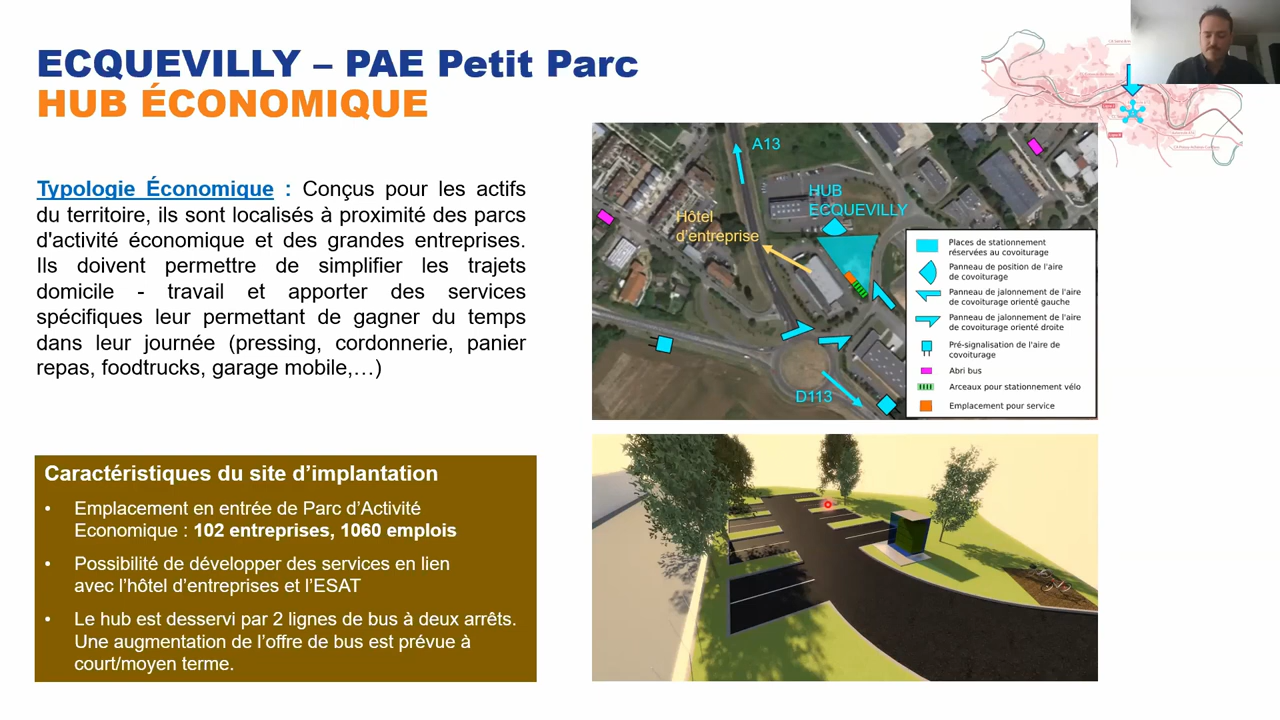 ECQUEVILLY – PAE Petit Parc
HUB ÉCONOMIQUE
Typologie Économique : Conçus pour les actifs
du territoire, ils sont localisés à proximité des parcs
d'activité économique et des grandes entreprises.
Ils doivent permettre de simplifier les trajets
domicile - travail et apporter des services
spécifiques leur permettant de gagner du temps
dans leur journée (pressing, cordonnerie, panier
repas, foodtrucks, garage mobile,…)
Caractéristiques du site d’implantation
• Emplacement en entrée de Parc d’Activité
Economique : 102 entreprises, 1060 emplois
• Possibilité de développer des services en lien
avec l’hôtel d’entreprises et l’ESAT
• Le hub est desservi par 2 lignes de bus à deux arrêts.
Une augmentation de l’offre de bus est prévue à
court/moyen terme.
A13
HUB
ECQUEVILLY
Hôtel
d’entreprise
D113
Places de stationnement
réservées au covoiturage
Panneau de position de l'aire
de covoiturage
Panneau de jalonnement de l'aire
de covoiturage orienté gauche
Panneau de jalonnement de l'aire
de covoiturage orienté droite
Pré-signalisation de l'aire de
covoiturage
Abri bus
Arceaux pour stationnement vélo
Emplacement pour service